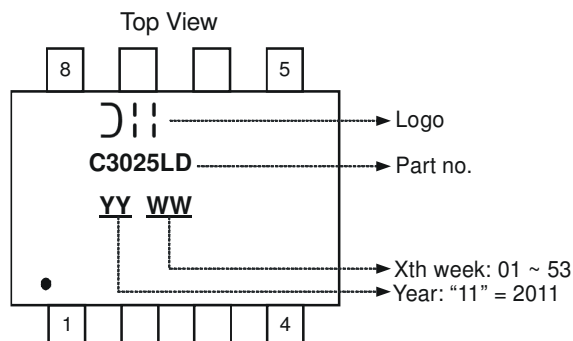 Top View
8 5
Logo
C3025LD Part no.
YY WW
Xth week: 01 ~ 53
Year: “11” = 2011
1 4